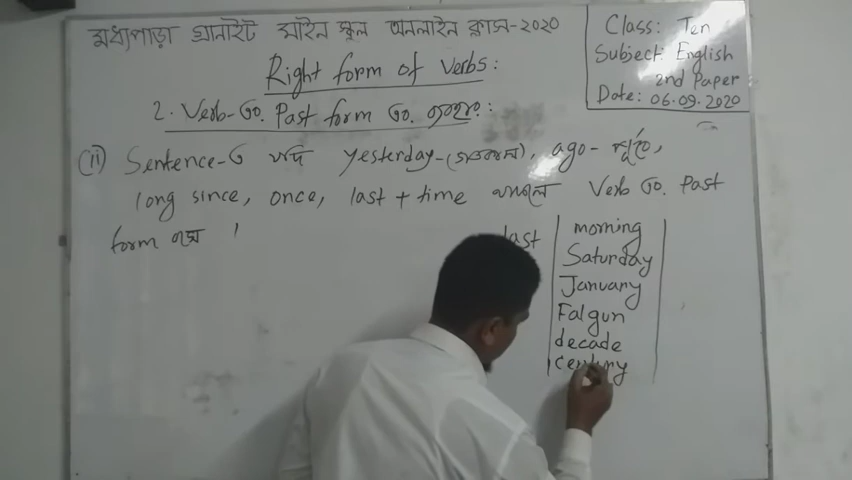 মধ্যপাড়া গ্রানাইট মাইন স্কুল অনলাইন ক্লাস-২০২০
Class: Ten
Subject: English
2nd Paper
Date: 06.09.2020
Right form of Verbs:
2. Verb-এর Past form এর ব্যবহার:
(ii) Sentence-এ যদি yesterday-(গতকাল), ago-পূর্বে,
long since, once, last + time থাকলে Verb এর Past
form হয়।
last
morning
Saturday
January
Falgun
decade
century